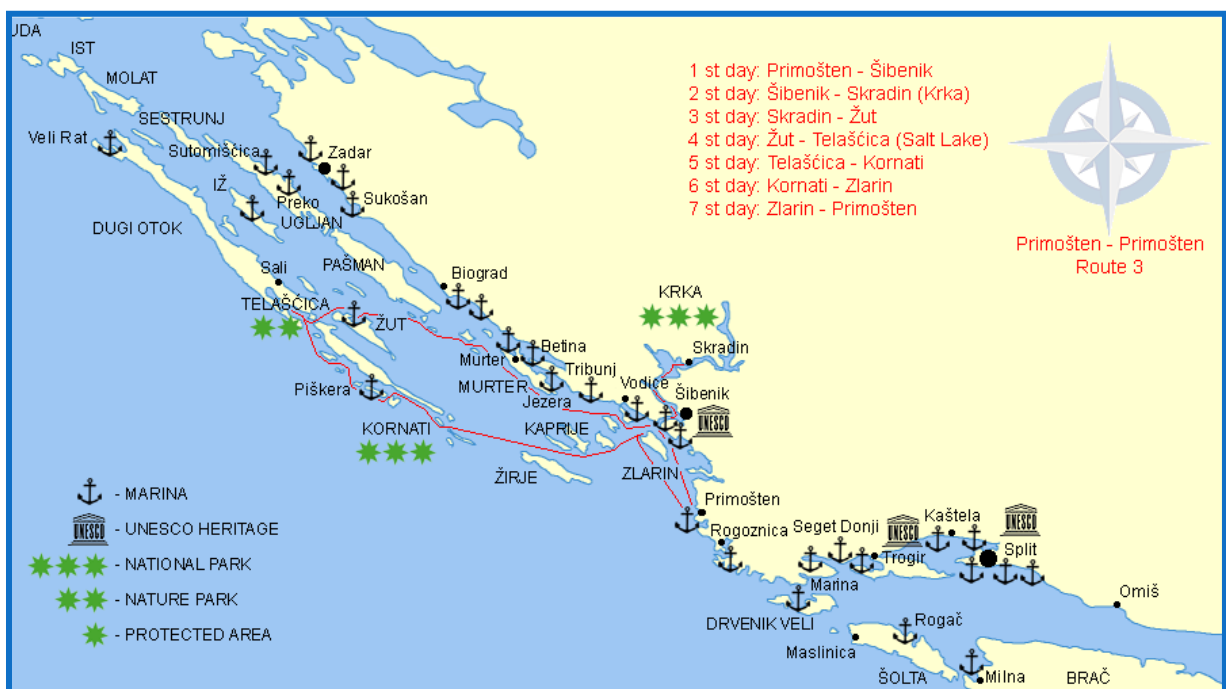 JDA
IST
MOLAT
SESTRUNJ
Veli Rat
Sutomišćica
Zadar
IŽ
Preko
Sukošan
UGLJAN
DUGI OTOK
PAŠMAN
Sali
Biograd
TELAŠĆICA
ŽUT
KRKA
Skradin
Murter
Betina
MURTER
Tribunj
Vodice
Šibenik
UNESCO
Piškera
Jezera
KORNATI
KAPRIJE
ŽIRJE
ZLARIN
Primošten
Rogoznica
Seget Donji
UNESCO
Kaštela
UNESCO
Trogir
Split
Marina
DRVENIK VELI
Omiš
Maslinica
Rogač
ŠOLTA
Milna
BRAČ
1 st day: Primošten - Šibenik
2 st day: Šibenik - Skradin (Krka)
3 st day: Skradin - Žut
4 st day: Žut - Telašćica (Salt Lake)
5 st day: Telašćica - Kornati
6 st day: Kornati - Zlarin
7 st day: Zlarin - Primošten
Primošten - Primošten
Route 3
- MARINA
UNESCO - UNESCO HERITAGE
- NATIONAL PARK
- NATURE PARK
- PROTECTED AREA